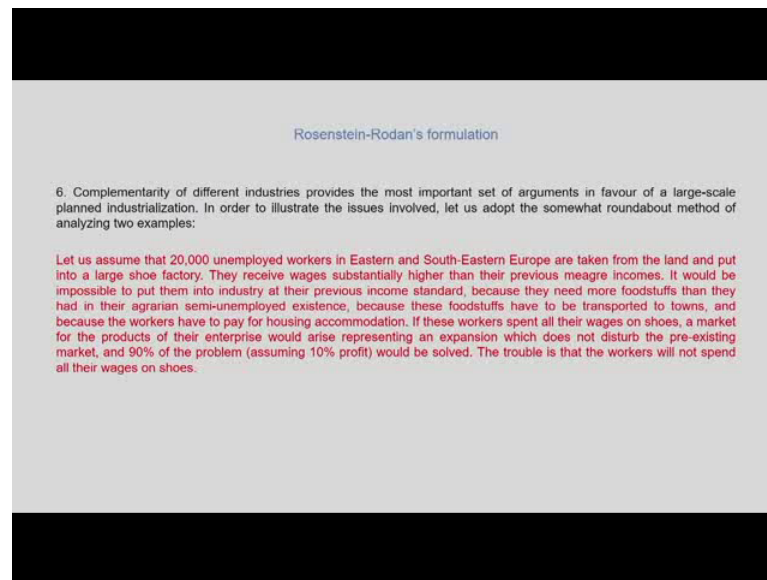 Rosenstein-Rodan's formulation
6. Complementarity of different industries provides the most important set of arguments in favour of a large-scale
planned industrialization. In order to illustrate the issues involved, let us adopt the somewhat roundabout method of
analyzing two examples:
Let us assume that 20,000 unemployed workers in Eastern and South-Eastern Europe are taken from the land and put
into a large shoe factory. They receive wages substantially higher than their previous meagre incomes. It would be
impossible to put them into industry at their previous income standard, because they need more foodstuffs than they
had in their agrarian semi-unemployed existence, because these foodstuffs have to be transported to towns, and
because the workers have to pay for housing accommodation. If these workers spent all their wages on shoes, a market
for the products of their enterprise would arise representing an expansion which does not disturb the pre-existing
market, and 90% of the problem (assuming 10% profit) would be solved. The trouble is that the workers will not spend
all their wages on shoes.